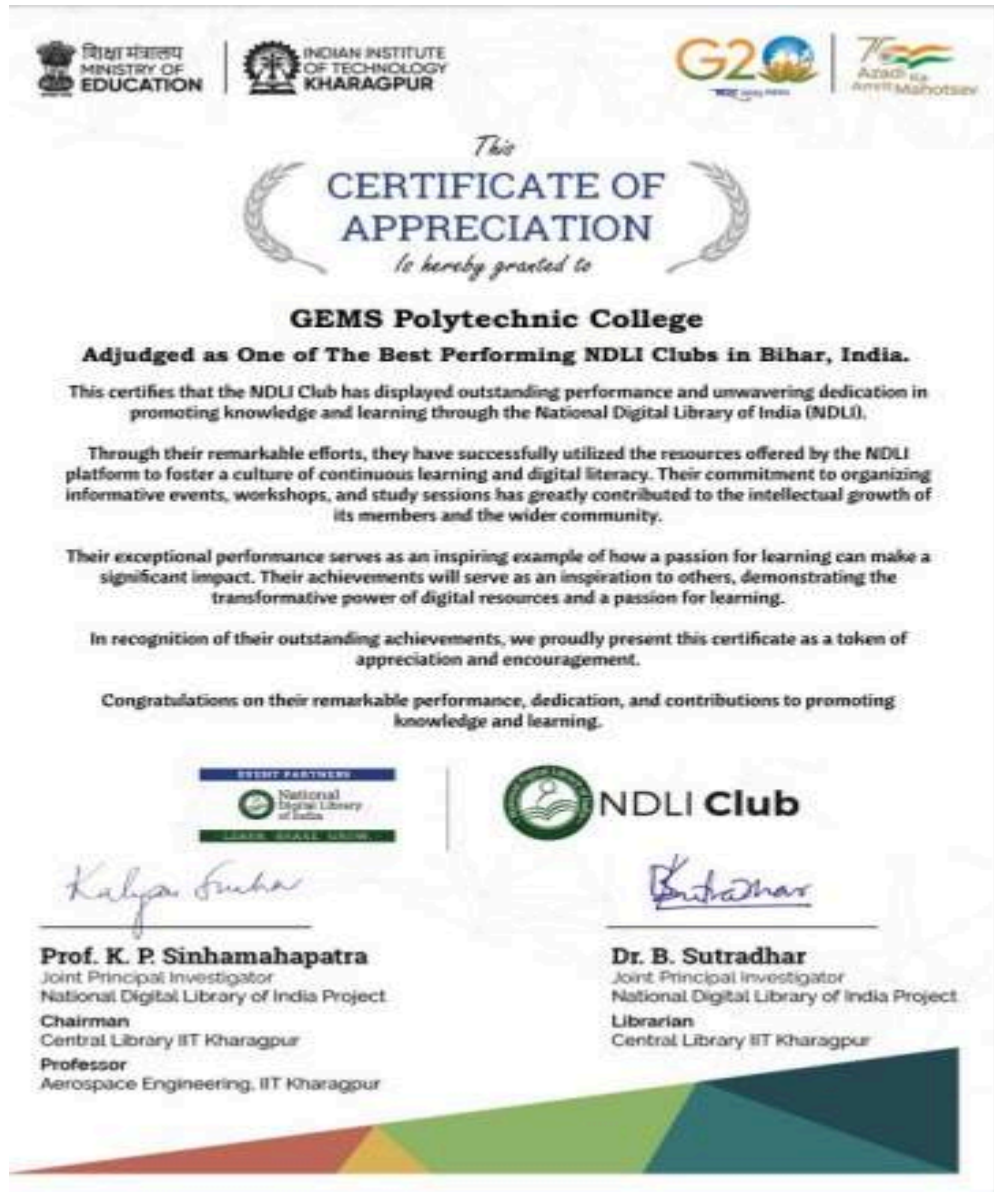 शिक्षा मंत्रालय
MINISTRY OF
EDUCATION
INDIAN INSTITUTE
OF TECHNOLOGY
KHARAGPUR
G20
75
Azadi Ka
Amrit Mahotsav
This
CERTIFICATE OF
APPRECIATION
Is hereby granted to
GEMS Polytechnic College
Adjudged as One of The Best Performing NDLI Clubs in Bihar, India.
This certifies that the NDLI Club has displayed outstanding performance and unwavering dedication in
promoting knowledge and learning through the National Digital Library of India (NDLI).
Through their remarkable efforts, they have successfully utilized the resources offered by the NDLI
platform to foster a culture of continuous learning and digital literacy. Their commitment to organizing
informative events, workshops, and study sessions has greatly contributed to the intellectual growth of
its members and the wider community.
Their exceptional performance serves as an inspiring example of how a passion for learning can make a
significant impact. Their achievements will serve as an inspiration to others, demonstrating the
transformative power of digital resources and a passion for learning.
In recognition of their outstanding achievements, we proudly present this certificate as a token of
appreciation and encouragement.
Congratulations on their remarkable performance, dedication, and contributions to promoting
knowledge and learning.
EVENT PARTNERS
National
Digital Library
of India
LEARN SHARE GROW
National Digital Library of India
NDLI Club
Prof. K. P. Sinhamahapatra
Joint Principal Investigator
National Digital Library of India Project
Chairman
Central Library IIT Kharagpur
Professor
Aerospace Engineering, IIT Kharagpur
Dr. B. Sutradhar
Joint Principal Investigator
National Digital Library of India Project
Librarian
Central Library IIT Kharagpur